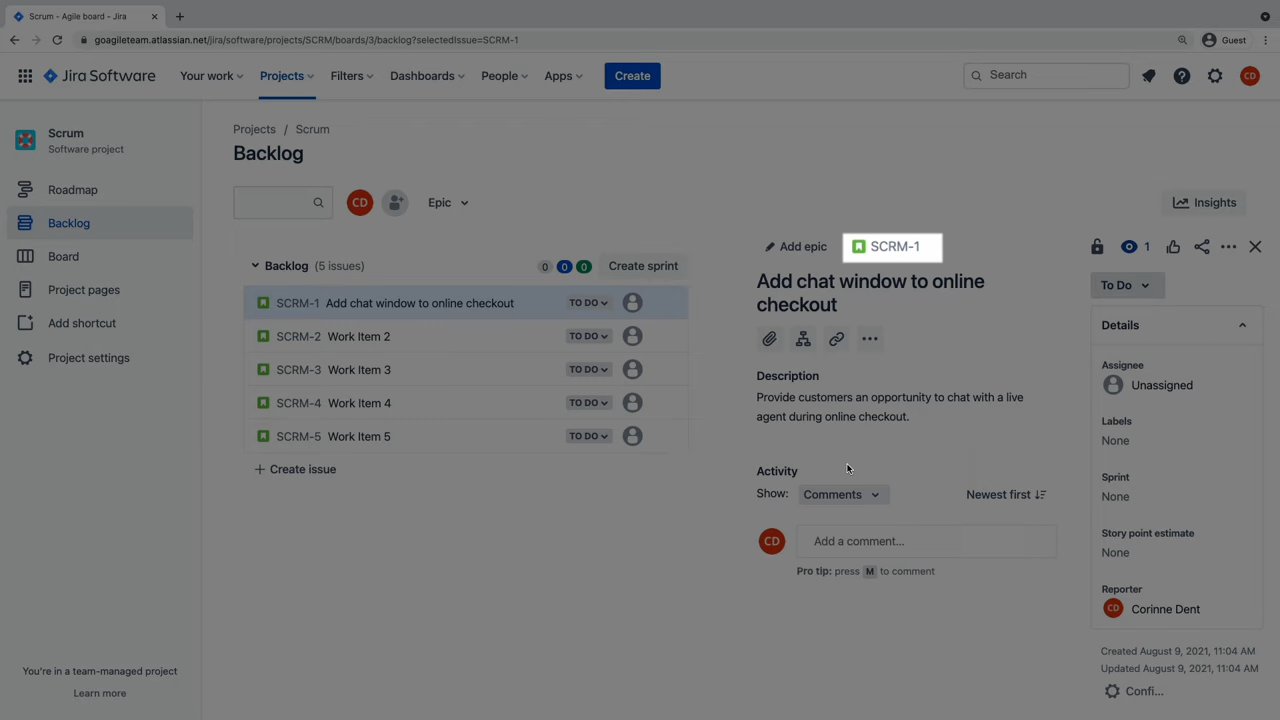 Scrum - Agile board - Jira
goagileteam.atlassian.net/jira/software/projects/SCRM/boards/3/backlog?selectedIssue=SCRM-1
Guest
Jira Software
Your work
Projects
Filters
Dashboards
People
Apps
Create
Search
CD
Scrum
Software project
Roadmap
Backlog
Board
Project pages
Add shortcut
Project settings
You're in a team-managed project
Learn more
Projects / Scrum
Backlog
CD
Epic
Insights
Backlog (5 issues)
0 0 0
Create sprint
SCRM-1 Add chat window to online checkout TO DO
SCRM-2 Work Item 2 TO DO
SCRM-3 Work Item 3 TO DO
SCRM-4 Work Item 4 TO DO
SCRM-5 Work Item 5 TO DO
+ Create issue
Add epic
SCRM-1
1
Add chat window to online
checkout
Description
Provide customers an opportunity to chat with a live
agent during online checkout.
Activity
Show: Comments
Newest first
CD
Add a comment...
Pro tip: press M to comment
To Do
Details
Assignee
Unassigned
Labels
None
Sprint
None
Story point estimate
None
Reporter
CD Corinne Dent
Created August 9, 2021, 11:04 AM
Updated August 9, 2021, 11:04 AM
Confi...